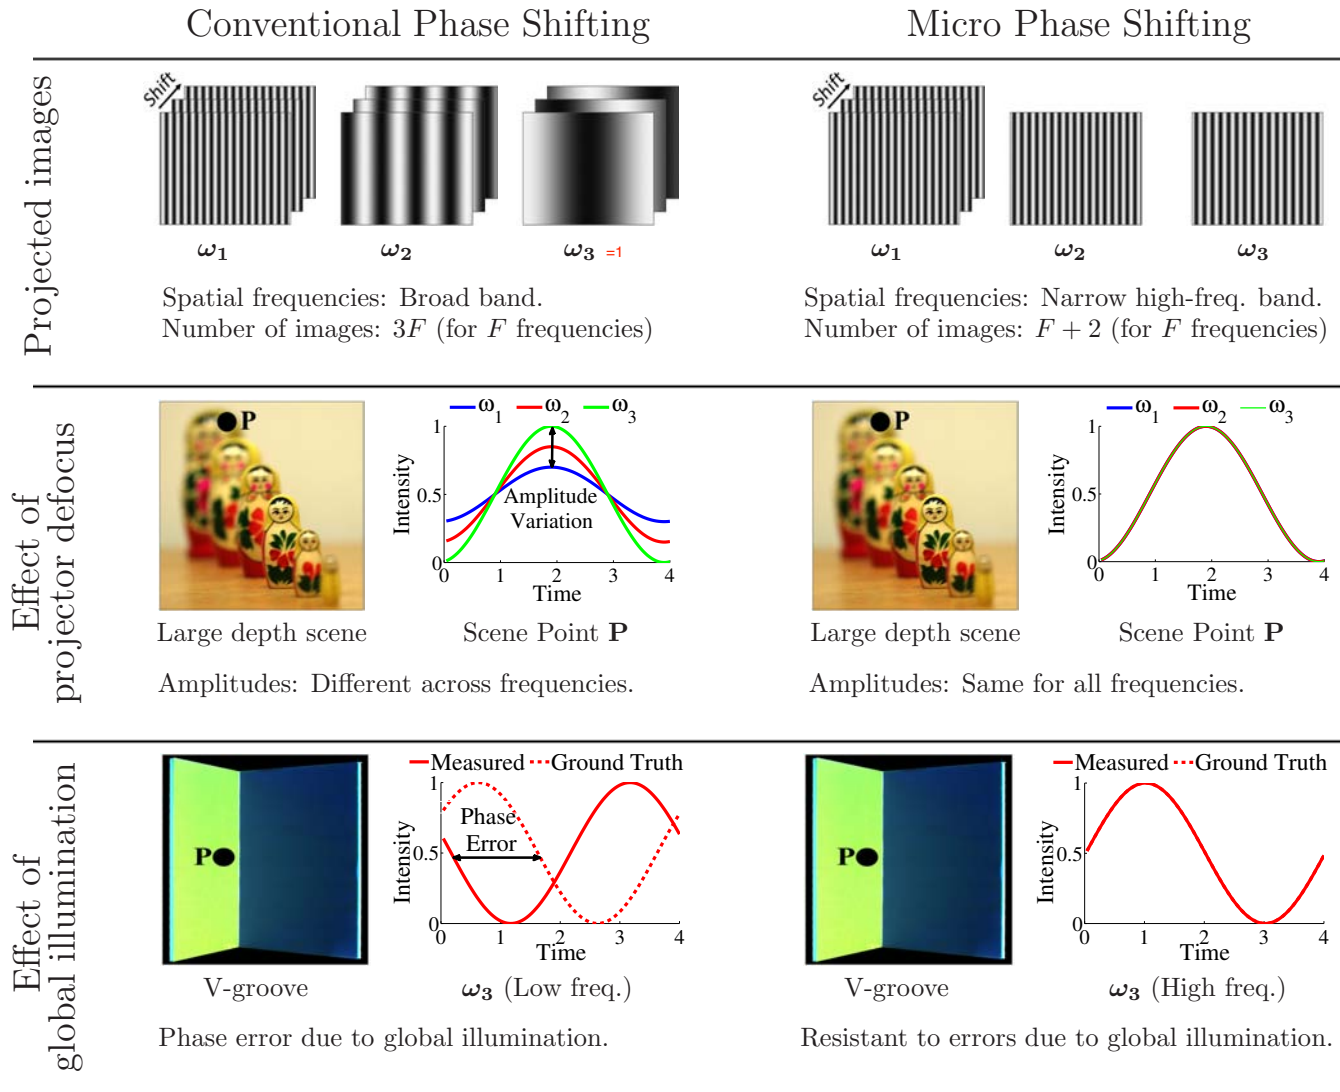 Conventional Phase Shifting
Micro Phase Shifting
Projected images
Shift
ω1
ω2
ω3 =1
Spatial frequencies: Broad band.
Number of images: 3F (for F frequencies)
Shift
ω1
ω2
ω3
Spatial frequencies: Narrow high-freq. band.
Number of images: F + 2 (for F frequencies)
Effect of
projector defocus
P
Large depth scene
ω1 ω2 ω3
Intensity
1
0.5
0
Amplitude
Variation
0 1 2 3 4
Time
Scene Point P
Amplitudes: Different across frequencies.
P
Large depth scene
ω1 ω2 ω3
Intensity
1
0.5
0
0 1 2 3 4
Time
Scene Point P
Amplitudes: Same for all frequencies.
Effect of
global illumination
P
V-groove
Measured Ground Truth
Intensity
1
0.5
0
Phase
Error
0 1 2 3 4
Time
ω3 (Low freq.)
Phase error due to global illumination.
P
V-groove
Measured Ground Truth
Intensity
1
0.5
0
0 1 2 3 4
Time
ω3 (High freq.)
Resistant to errors due to global illumination.